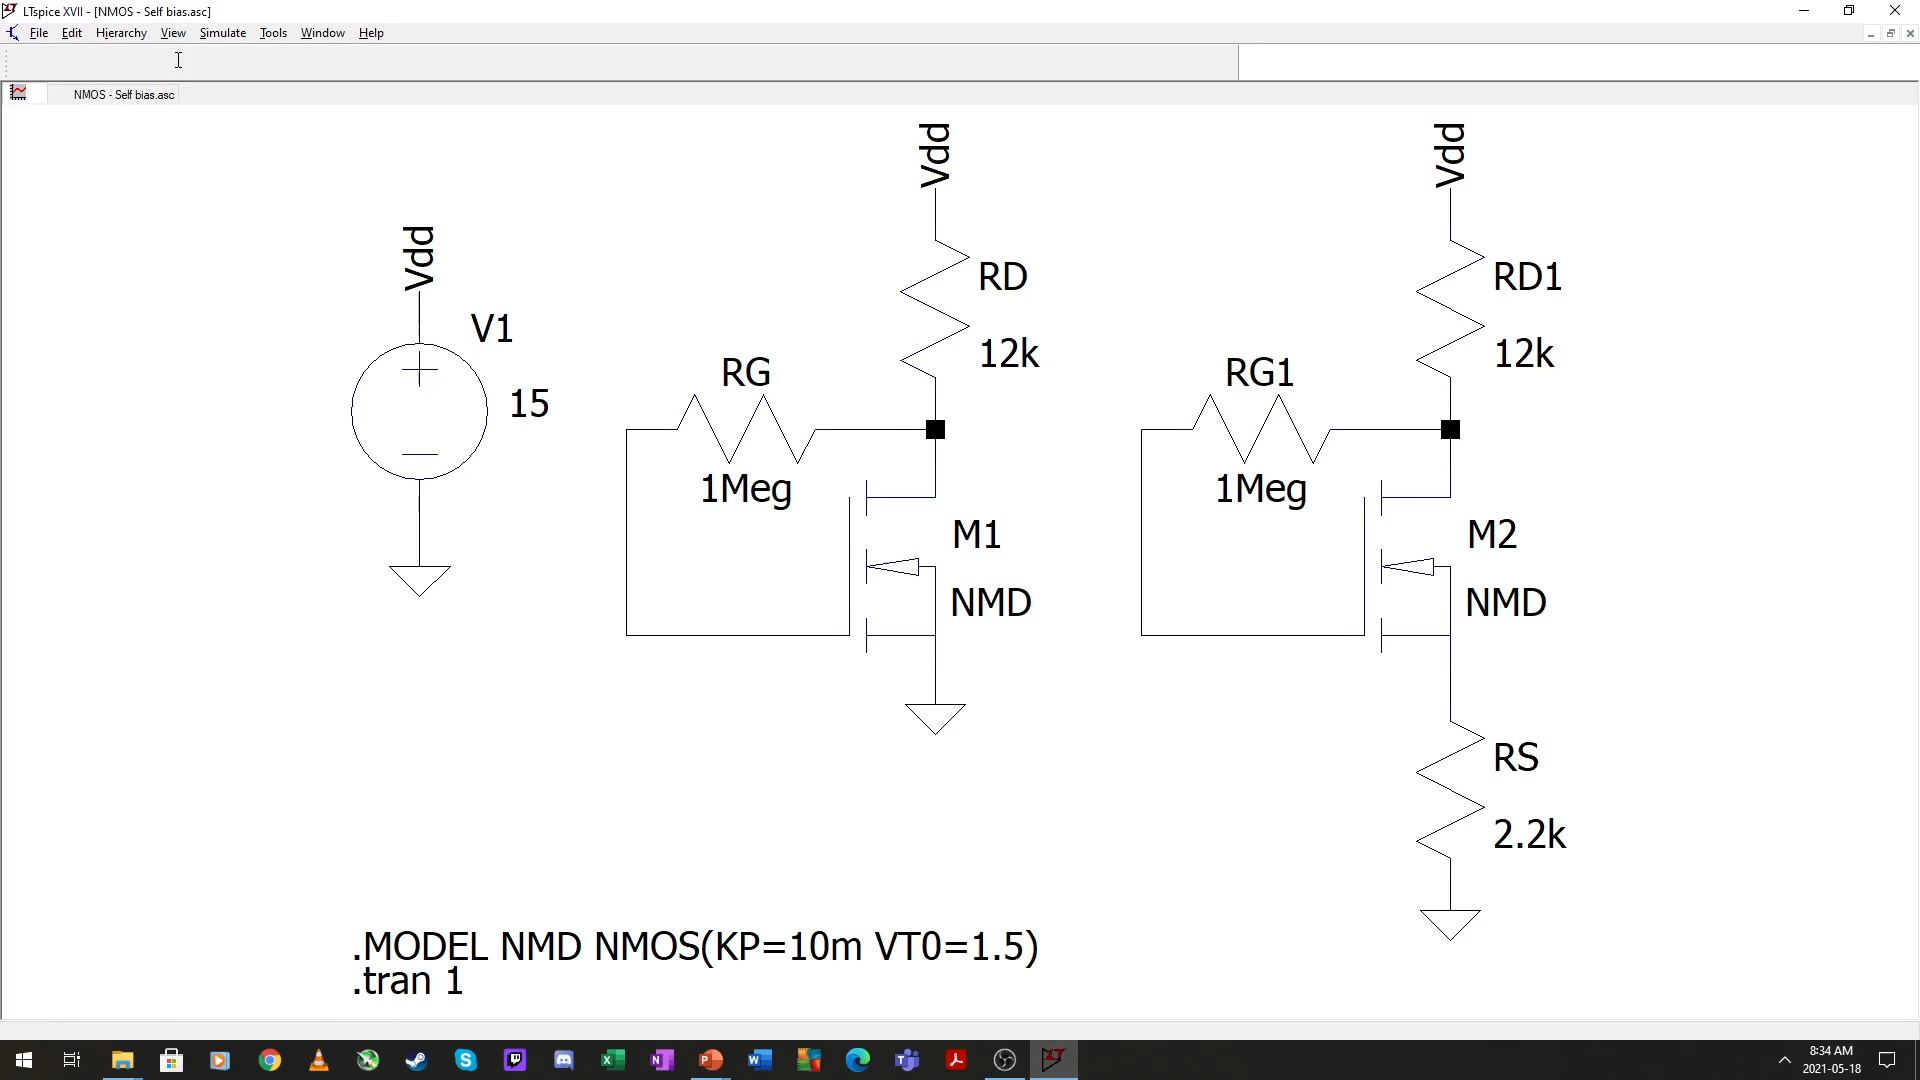 LTspice XVII - [NMOS - Self bias.asc]
File Edit Hierarchy View Simulate Tools Window Help
NMOS - Self bias.asc
Vdd
V1
15
Vdd
RD
12k
RG
1Meg
M1
NMD
Vdd
RD1
12k
RG1
1Meg
M2
NMD
RS
2.2k
.MODEL NMD NMOS(KP=10m VT0=1.5)
.tran 1
8:34 AM
2021-05-18